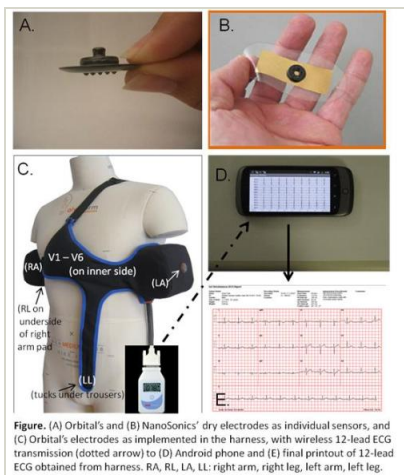 A.
B.
C.
D.
(RA)
V1 – V6
(on inner side)
(LA)
(RL on
underside
of right
arm pad
(LL)
(tucks under trousers)
E.
Figure. (A) Orbital's and (B) NanoSonics' dry electrodes as individual sensors, and
(C) Orbital's electrodes as implemented in the harness, with wireless 12-lead ECG
transmission (dotted arrow) to (D) Android phone and (E) final printout of 12-lead
ECG obtained from harness. RA, RL, LA, LL: right arm, right leg, left arm, left leg.